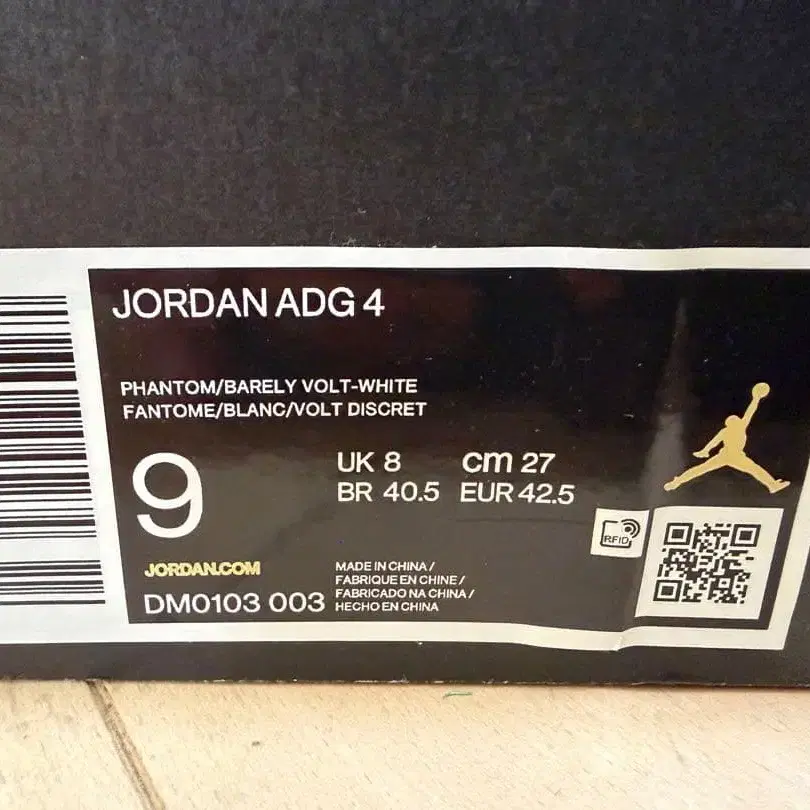 JORDAN ADG 4
PHANTOM/BARELY VOLT-WHITE
FANTOME/BLANC/VOLT DISCRET
9
UK 8 cm 27
BR 40.5 EUR 42.5
RFID
JORDAN.COM
DM0103 003
MADE IN CHINA /
FABRIQUE EN CHINE /
FABRICADO NA CHINA /
HECHO EN CHINA